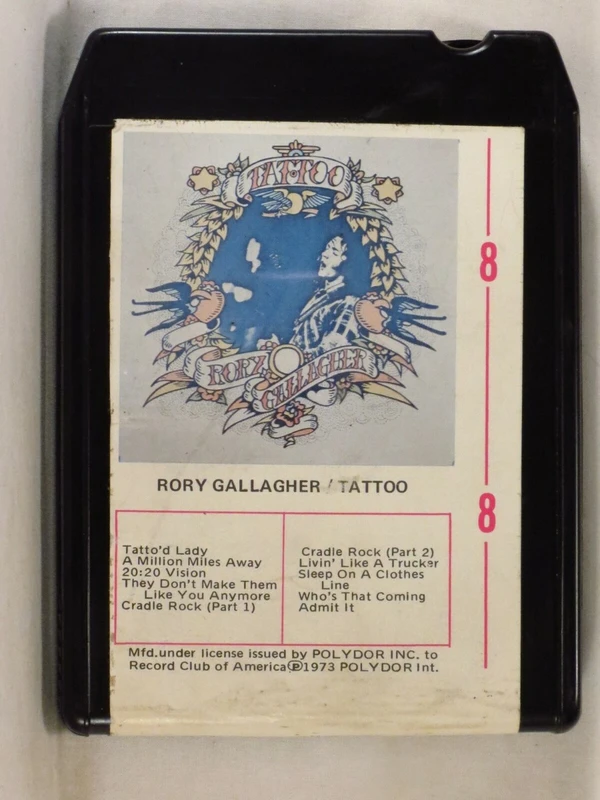 TATTOO
RORY
GALLAGHER
8
8
RORY GALLAGHER / TATTOO
Tatto'd Lady
A Million Miles Away
20:20 Vision
They Don't Make Them
Like You Anymore
Cradle Rock (Part 1)
Cradle Rock (Part 2)
Livin' Like A Trucker
Sleep On A Clothes
Line
Who's That Coming
Admit It
Mfd.under license issued by POLYDOR INC. to
Record Club of America℗1973 POLYDOR Int.